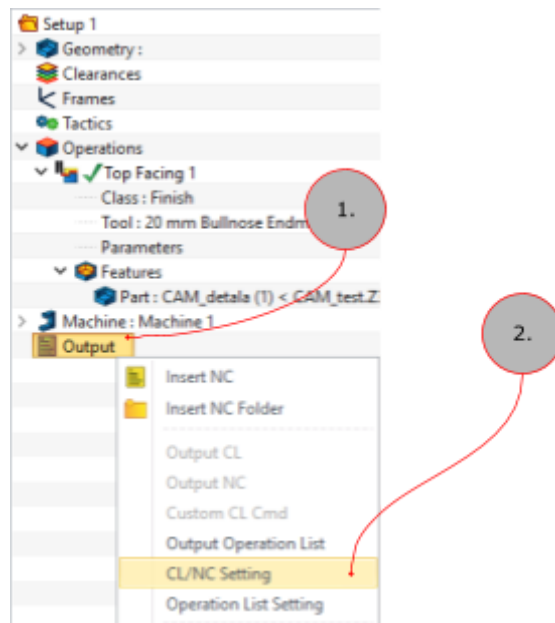 Setup 1
Geometry :
Clearances
Frames
Tactics
Operations
Top Facing 1
Class : Finish
1.
Tool : 20 mm Bullnose Endm
Parameters
Features
Part : CAM_detala (1) < CAM_test.Z
Machine : Machine 1
2.
Output
Insert NC
Insert NC Folder
Output CL
Output NC
Custom CL Cmd
Output Operation List
CL/NC Setting
Operation List Setting